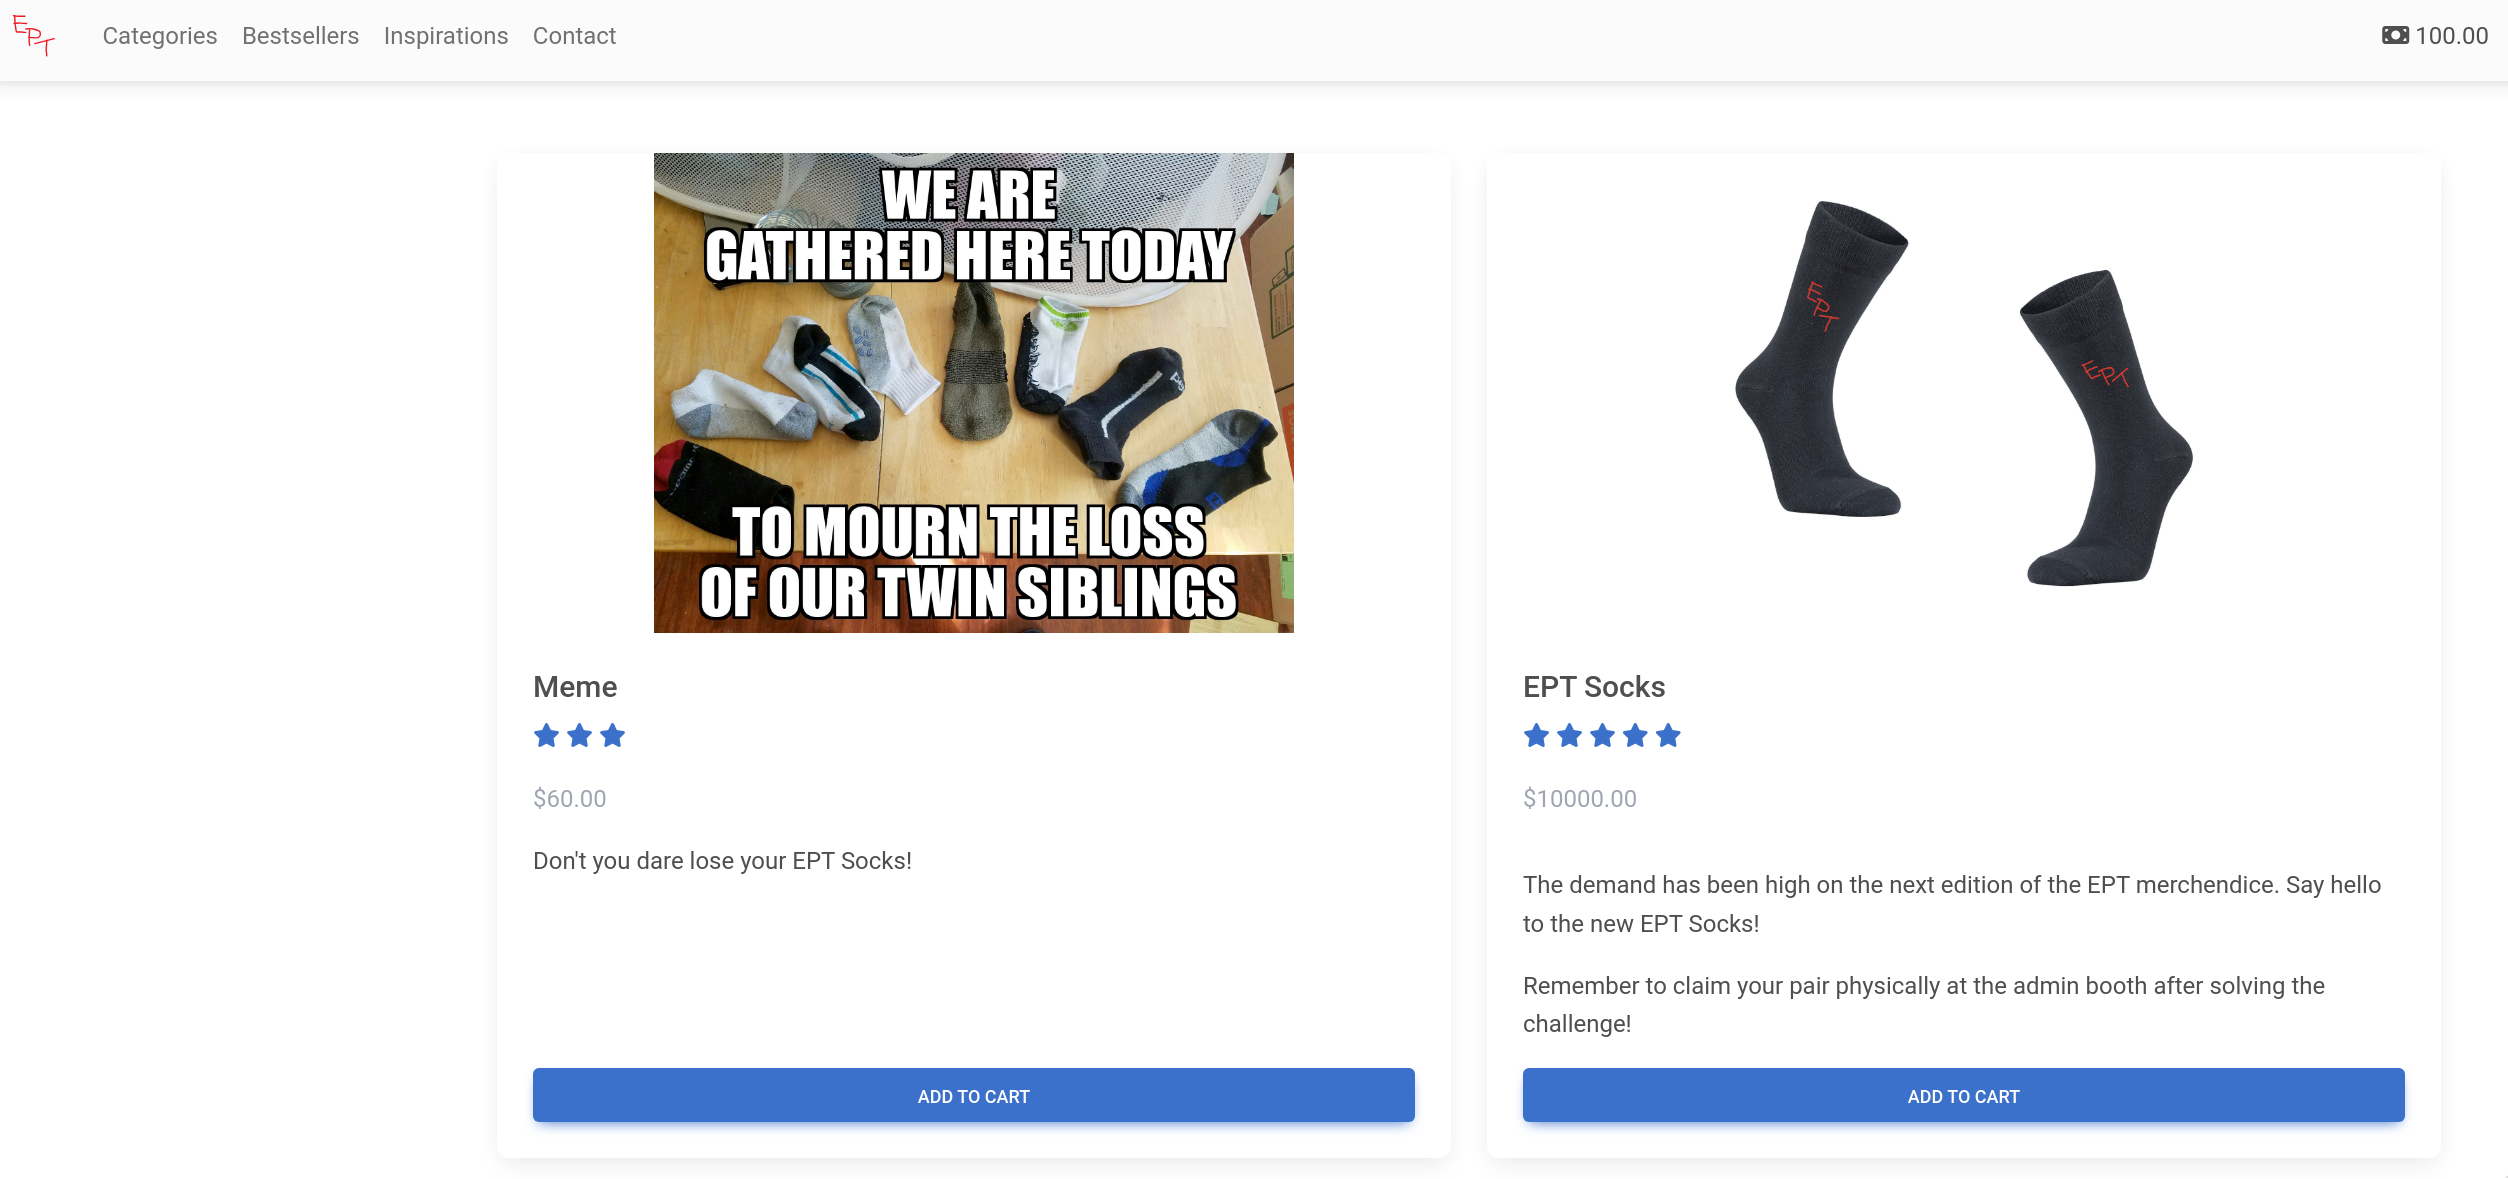 EPT
Categories Bestsellers Inspirations Contact
100.00
WE ARE
GATHERED HERE TODAY
TO MOURN THE LOSS
OF OUR TWIN SIBLINGS
Meme
$60.00
Don't you dare lose your EPT Socks!
ADD TO CART
EPT
EPT
EPT Socks
$10000.00
The demand has been high on the next edition of the EPT merchendice. Say hello
to the new EPT Socks!
Remember to claim your pair physically at the admin booth after solving the
challenge!
ADD TO CART